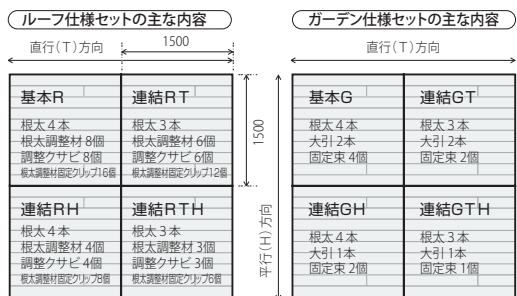 ルーフ仕様セットの主な内容
直行(T)方向
1500
基本R
根太4本
根太調整材8個
調整クサビ8個
根太調整材固定クリップ16個
連結RT
根太3本
根太調整材6個
調整クサビ6個
根太調整材固定クリップ12個
連結RH
根太4本
根太調整材4個
調整クサビ4個
根太調整材固定クリップ8個
連結RTH
根太3本
根太調整材3個
調整クサビ3個
根太調整材固定クリップ6個
1500
平行(H)方向
ガーデン仕様セットの主な内容
直行(T)方向
基本G
根太4本
大引2本
固定束4個
連結GT
根太3本
大引2本
固定束2個
連結GH
根太4本
大引1本
固定束2個
連結GTH
根太3本
大引1本
固定束1個